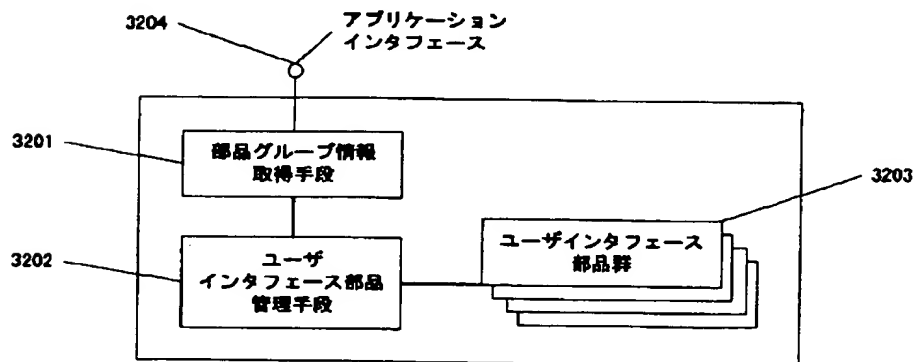 3204
アプリケーション
インタフェース
3201
部品グループ情報
取得手段
3203
ユーザインタフェース
部品群
3202
ユーザ
インタフェース部品
管理手段